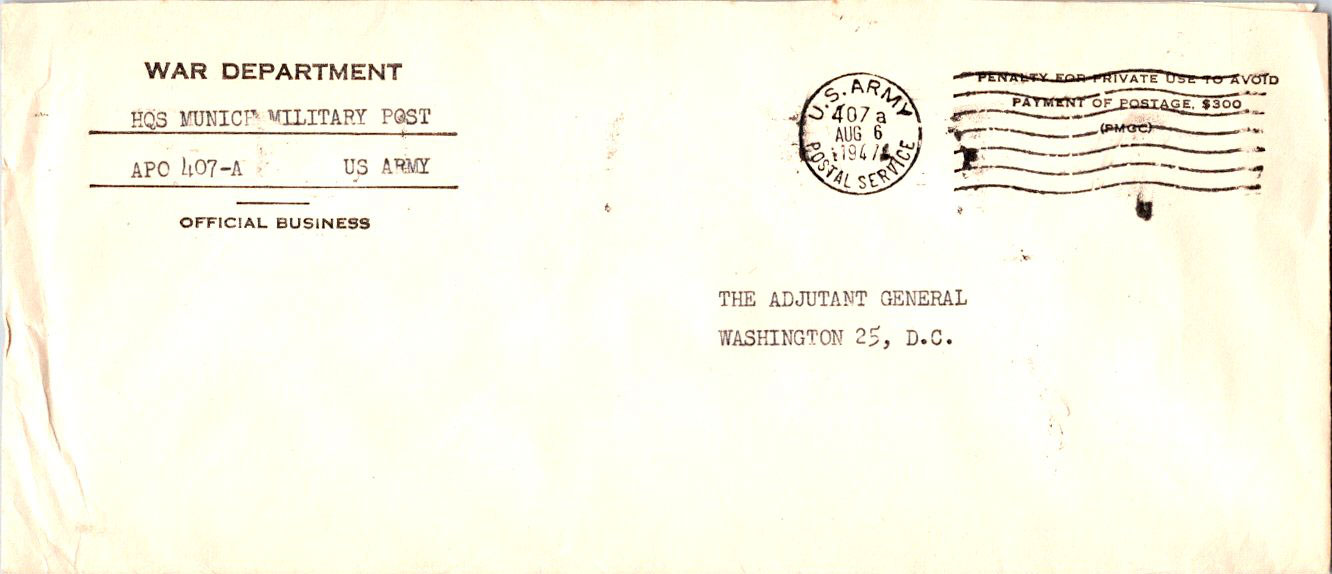 WAR DEPARTMENT
HQS MUNICH MILITARY POST
APO 407-A US ARMY
OFFICIAL BUSINESS
U.S. ARMY
407 a
AUG 6
1947
POSTAL SERVICE
PENALTY FOR PRIVATE USE TO AVOID
PAYMENT OF POSTAGE, $300
(PMGC)
THE ADJUTANT GENERAL
WASHINGTON 25, D.C.